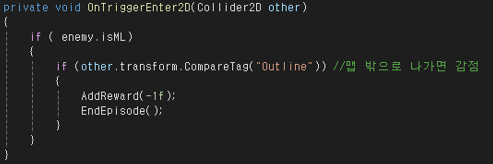 private void OnTriggerEnter2D(Collider2D other)
{
if ( enemy.isML)
{
if (other.transform.CompareTag("Outline")) //맵 밖으로 나가면 감점
{
AddReward(-1f);
EndEpisode();
}
}
}